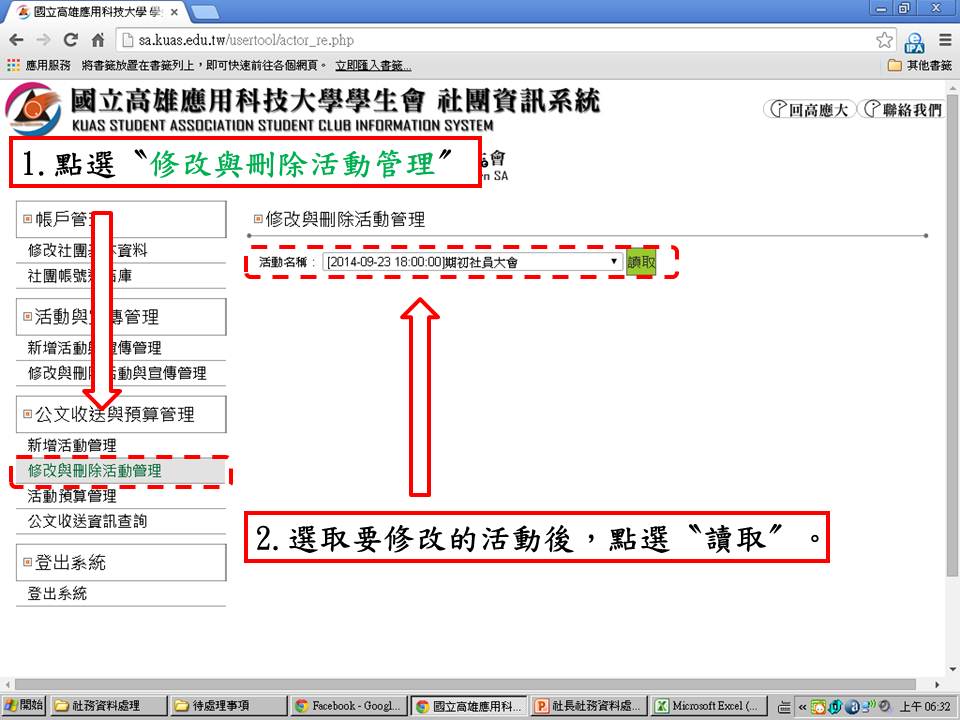 國立高雄應用科技大學 學
sa.kuas.edu.tw/usertool/actor_re.php
應用服務 將書籤放置在書籤列上，即可快速前往各個網頁。 立即匯入書籤...
其他書籤
國立高雄應用科技大學學生會 社團資訊系統
KUAS STUDENT ASSOCIATION STUDENT CLUB INFORMATION SYSTEM
回高應大
聯絡我們
1.點選〝修改與刪除活動管理〞
會
n SA
帳戶管
修改社團 資料
社團帳號 庫
活動與 傳管理
新增活動 宣傳管理
修改與刪 活動與宣傳管理
公文收送與預算管理
新增活動管理
修改與刪除活動管理
活動預算管理
公文收送資訊查詢
登出系統
登出系統
修改與刪除活動管理
活動名稱： [2014-09-23 18:00:00]期初社員大會 讀取
2.選取要修改的活動後，點選〝讀取〞。
開始
社務資料處理
待處理事項
Facebook - Googl...
國立高雄應用科...
社長社務資料處...
Microsoft Excel (...
上午 06:32